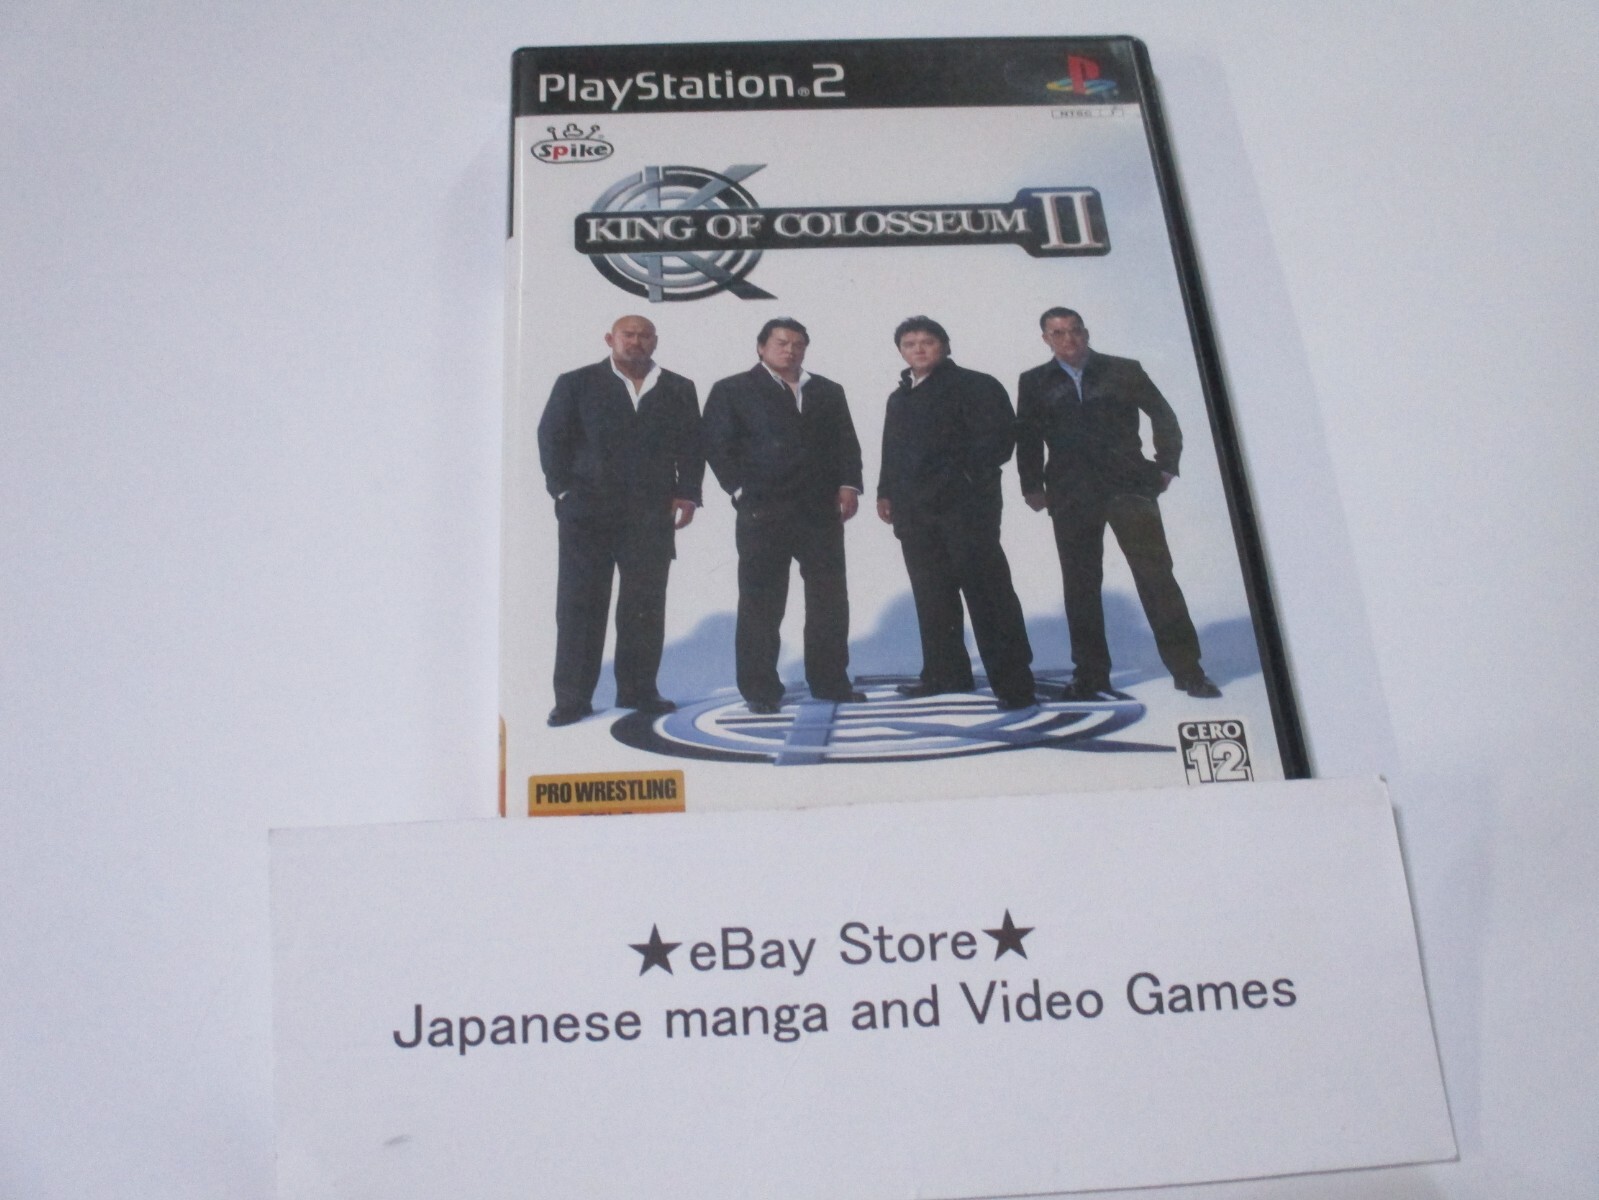 PlayStation®2
NTSC J
Spike
KING OF COLOSSEUM II
CERO
12
PRO WRESTLING
★eBay Store★
Japanese manga and Video Games